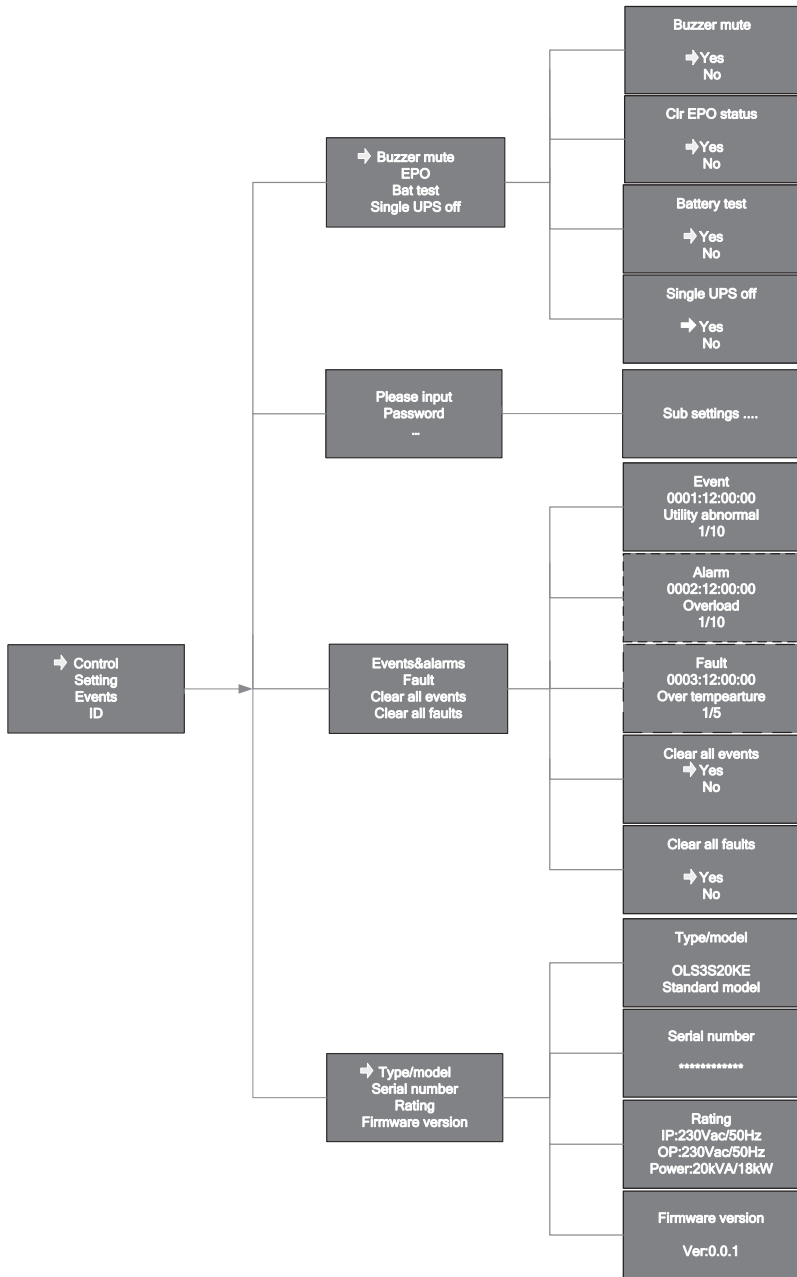 Control
Setting
Events
ID
Buzzer mute
EPO
Bat test
Single UPS off
Buzzer mute
Yes
No
Clr EPO status
Yes
No
Battery test
Yes
No
Single UPS off
Yes
No
Please input
Password
...
Sub settings ....
Events&alarms
Fault
Clear all events
Clear all faults
Event
0001:12:00:00
Utility abnormal
1/10
Alarm
0002:12:00:00
Overload
1/10
Fault
0003:12:00:00
Over tempearture
1/5
Clear all events
Yes
No
Clear all faults
Yes
No
Type/model
Serial number
Rating
Firmware version
Type/model
OLS3S20KE
Standard model
Serial number
************
Rating
IP:230Vac/50Hz
OP:230Vac/50Hz
Power:20kVA/18kW
Firmware version
Ver:0.0.1